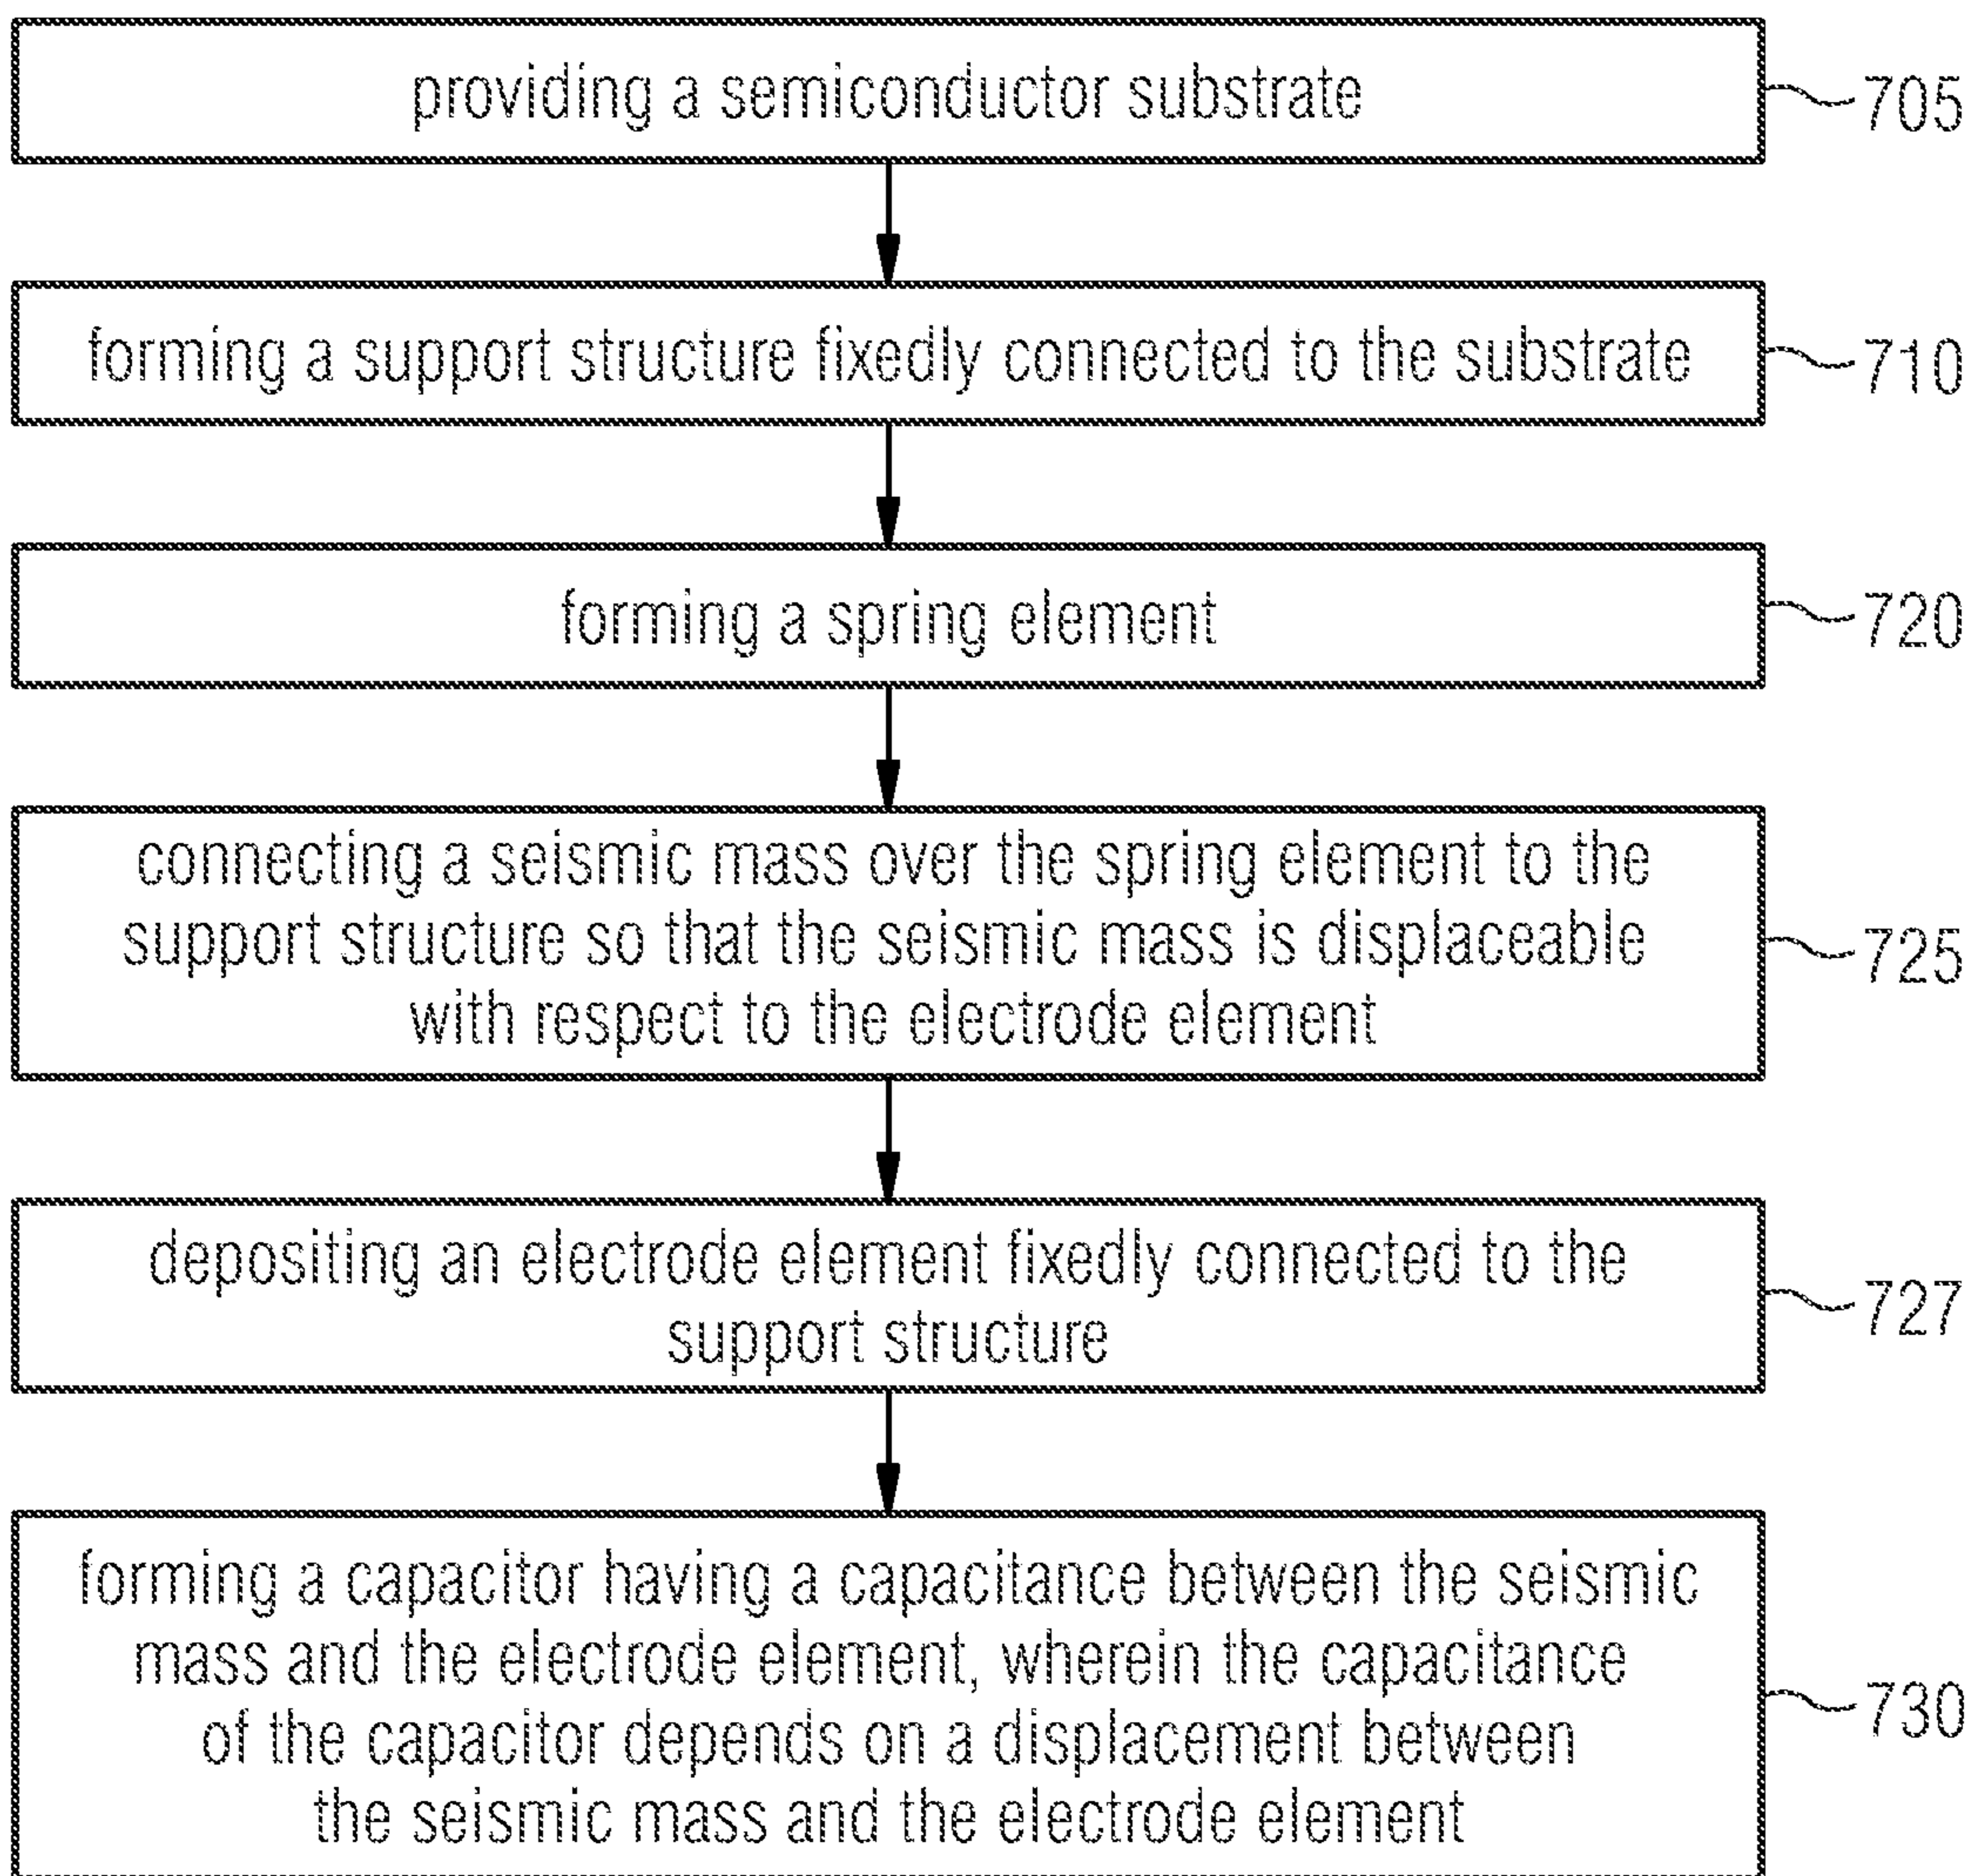 providing a semiconductor substrate
705
forming a support structure fixedly connected to the substrate
710
forming a spring element
720
connecting a seismic mass over the spring element to the
support structure so that the seismic mass is displaceable
with respect to the electrode element
725
depositing an electrode element fixedly connected to the
support structure
727
forming a capacitor having a capacitance between the seismic
mass and the electrode element, wherein the capacitance
of the capacitor depends on a displacement between
the seismic mass and the electrode element
730